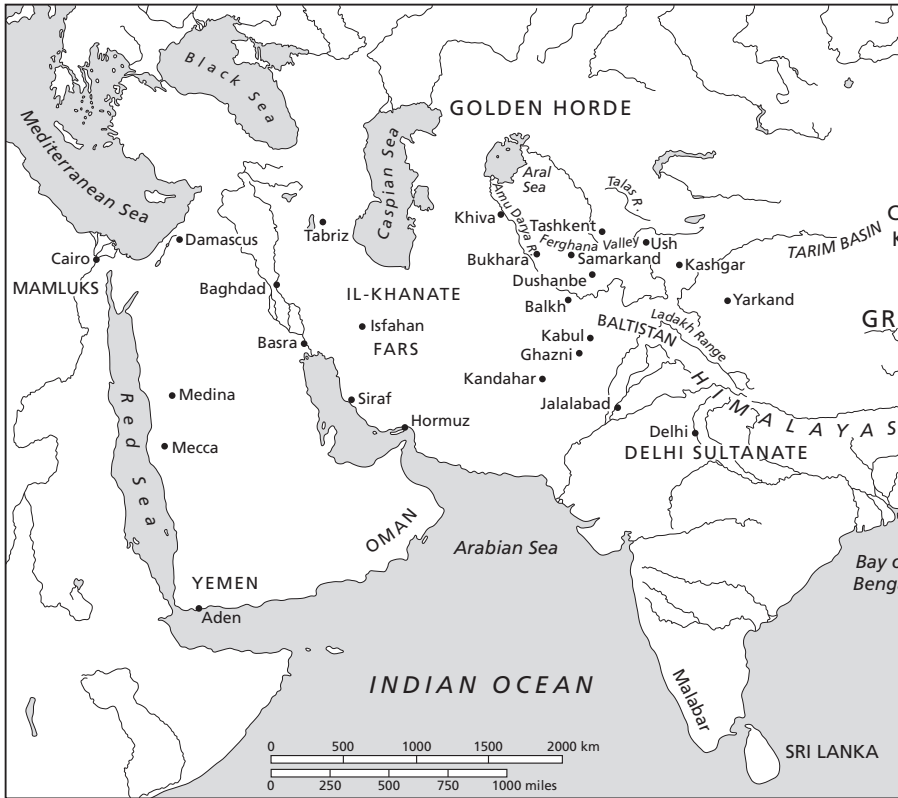 Black Sea
GOLDEN HORDE
Mediterranean Sea
Caspian Sea
Aral
Sea
Talas R.
Khiva
Amu Darya R.
Tashkent
Tabriz
Damascus
Ferghana Valley
Ush
TARIM BASIN
Cairo
Bukhara
Samarkand
Kashgar
MAMLUKS
Dushanbe
Baghdad
IL-KHANATE
Balkh
Yarkand
Isfahan
BALTISTAN
Ladakh Range
GR
FARS
Kabul
Basra
Ghazni
Kandahar
HIMALAYAS
Medina
Siraf
Jalalabad
Hormuz
Delhi
Red Sea
Mecca
DELHI SULTANATE
OMAN
Arabian Sea
Bay o
Beng
YEMEN
Aden
INDIAN OCEAN
Malabar
SRI LANKA
0 500 1000 1500 2000 km
0 250 500 750 1000 miles